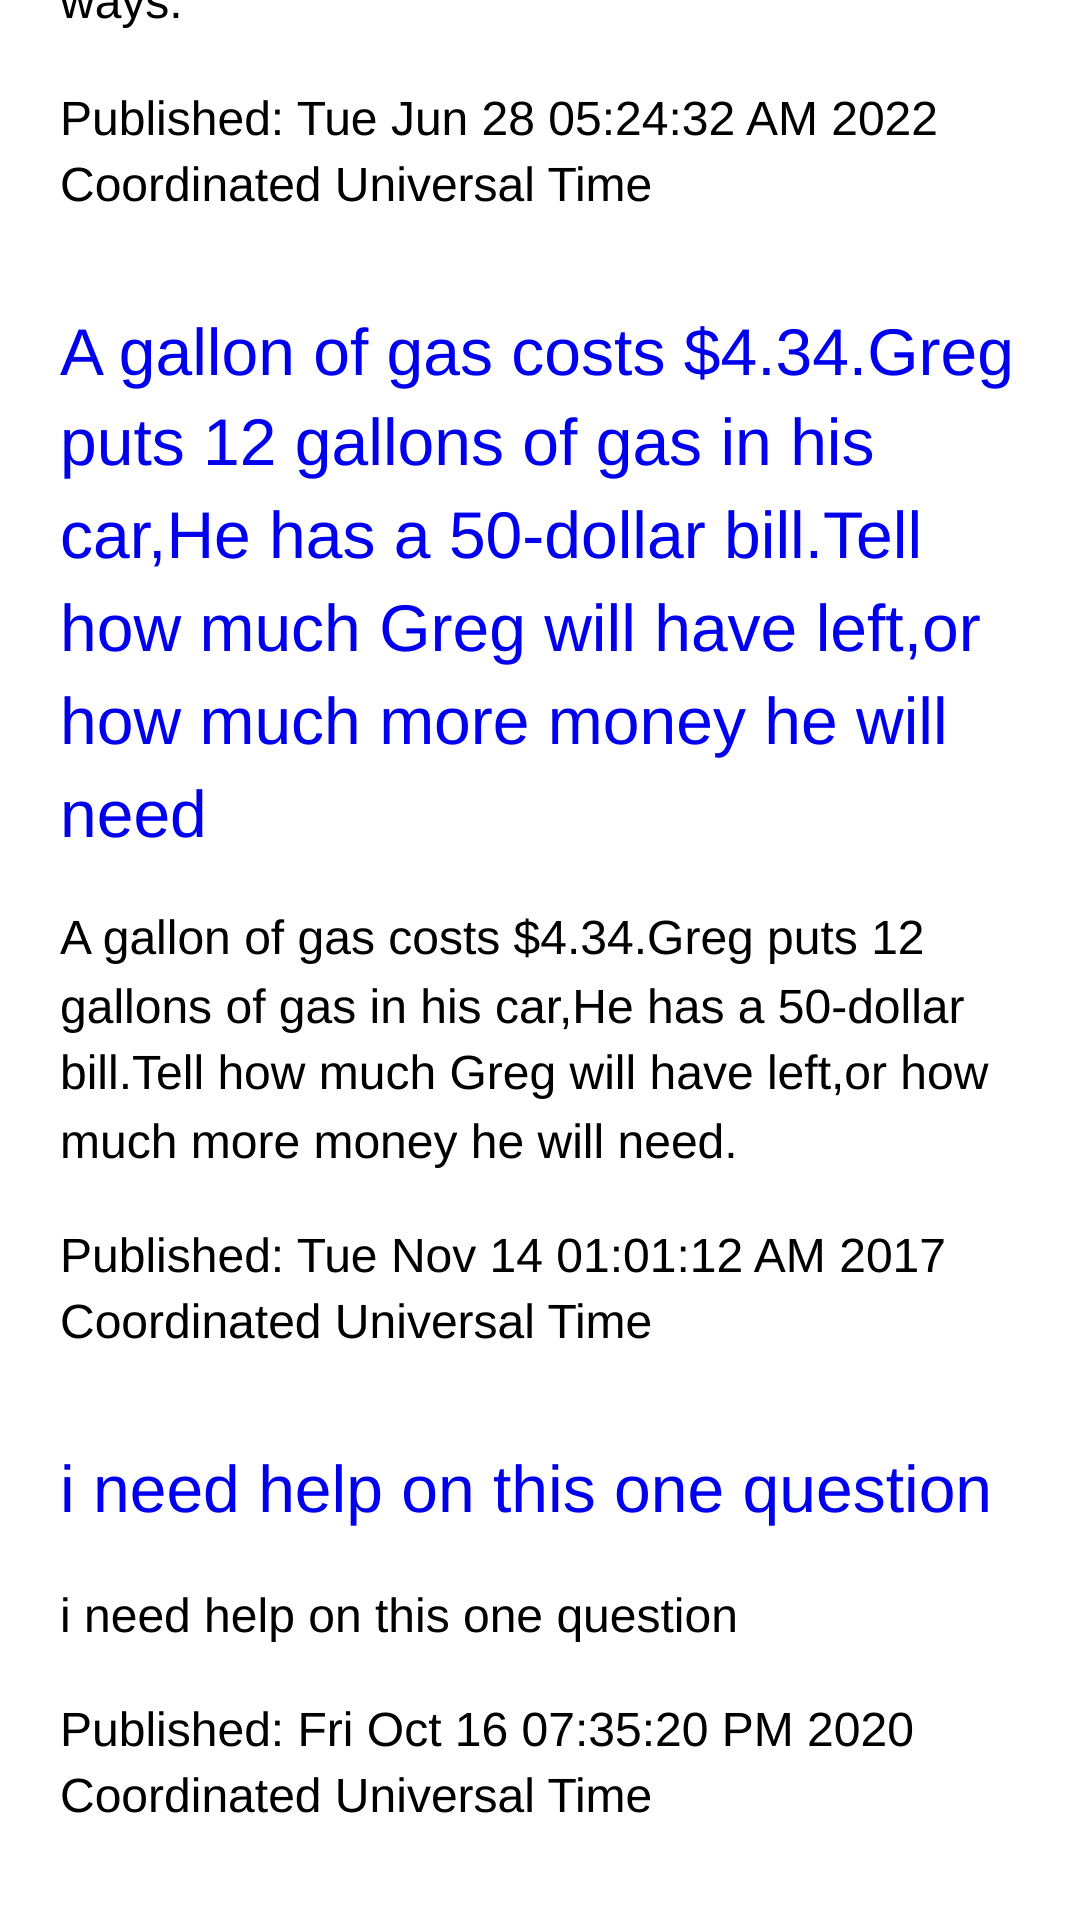 ways.
Published: Tue Jun 28 05:24:32 AM 2022
Coordinated Universal Time
A gallon of gas costs $4.34.Greg
puts 12 gallons of gas in his
car,He has a 50-dollar bill.Tell
how much Greg will have left,or
how much more money he will
need
A gallon of gas costs $4.34.Greg puts 12
gallons of gas in his car,He has a 50-dollar
bill.Tell how much Greg will have left,or how
much more money he will need.
Published: Tue Nov 14 01:01:12 AM 2017
Coordinated Universal Time
i need help on this one question
i need help on this one question
Published: Fri Oct 16 07:35:20 PM 2020
Coordinated Universal Time